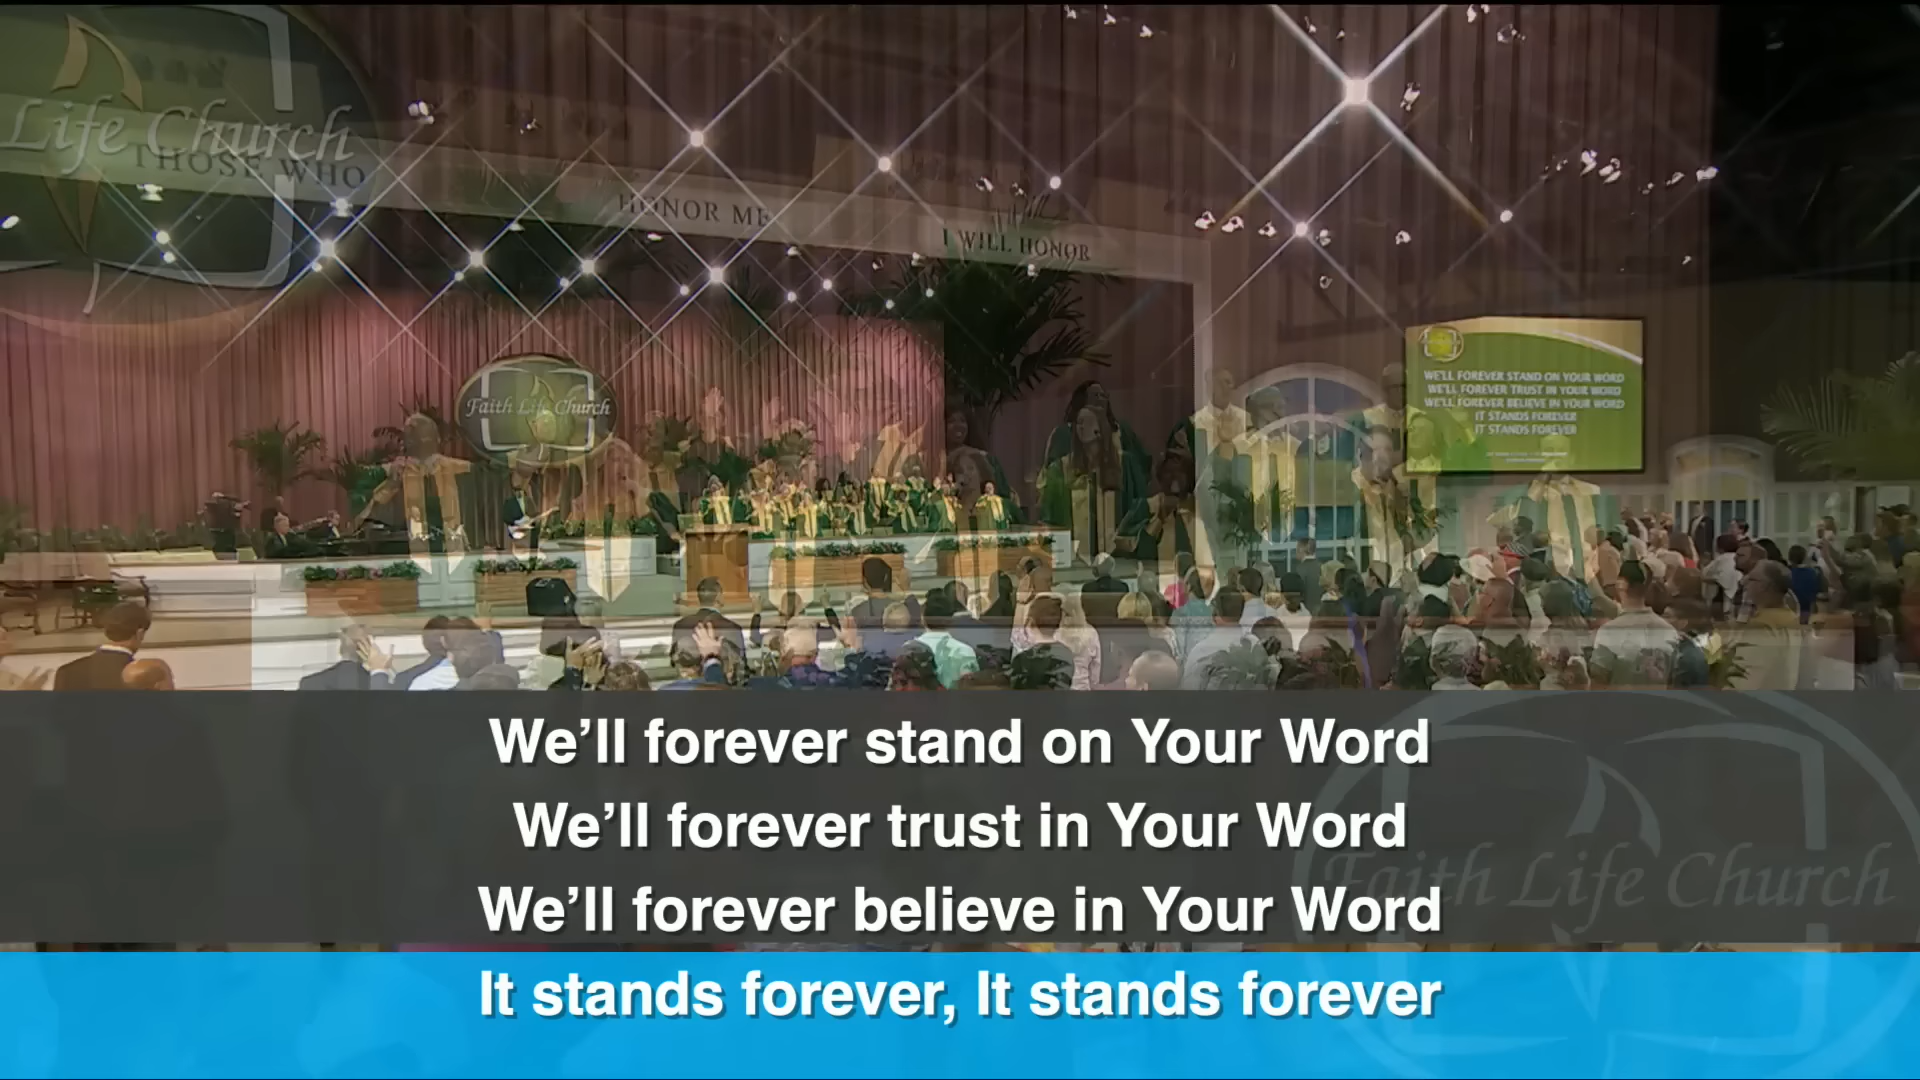 Life Church
THOSE WHO
HONOR ME
I WILL HONOR
Faith Life Church
WE'LL FOREVER STAND ON YOUR WORD
WE'LL FOREVER TRUST IN YOUR WORD
WE'LL FOREVER BELIEVE IN YOUR WORD
IT STANDS FOREVER
IT STANDS FOREVER
We’ll forever stand on Your Word
We’ll forever trust in Your Word
We’ll forever believe in Your Word
Faith Life Church
It stands forever, It stands forever